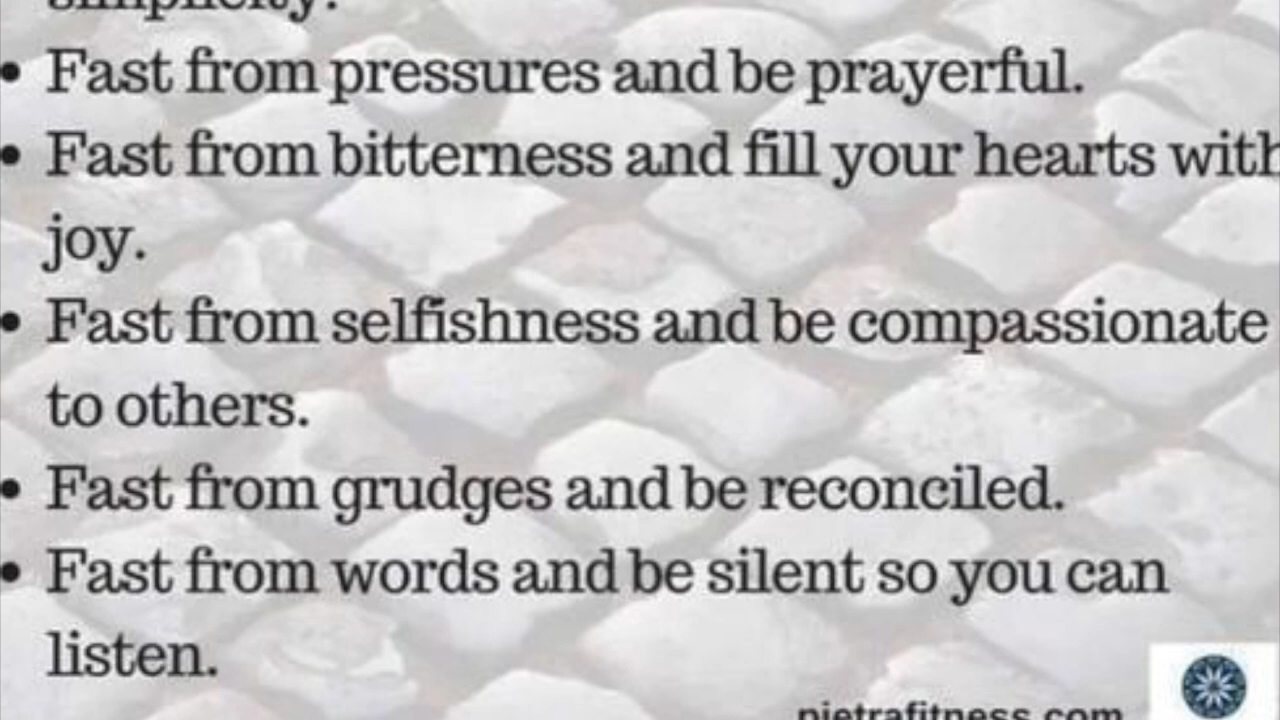 simplicity.
• Fast from pressures and be prayerful.
• Fast from bitterness and fill your hearts with
joy.
• Fast from selfishness and be compassionate
to others.
• Fast from grudges and be reconciled.
• Fast from words and be silent so you can
listen.
pietrafitness.com